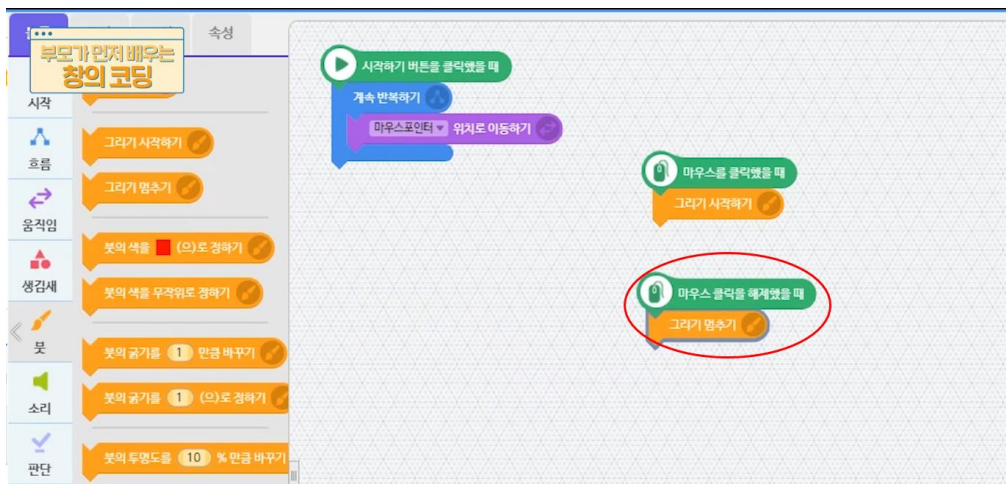 속성
부모가 먼저 배우는
창의 코딩
시작
흐름
움직임
생김새
붓
소리
판단
그리기 시작하기
그리기 멈추기
붓의 색을 (으)로 정하기
붓의 색을 무작위로 정하기
붓의 굵기를 1 만큼 바꾸기
붓의 굵기를 1 (으)로 정하기
붓의 투명도를 10 % 만큼 바꾸기
시작하기 버튼을 클릭했을 때
계속 반복하기
마우스포인터 위치로 이동하기
마우스를 클릭했을 때
그리기 시작하기
마우스 클릭을 해제했을 때
그리기 멈추기